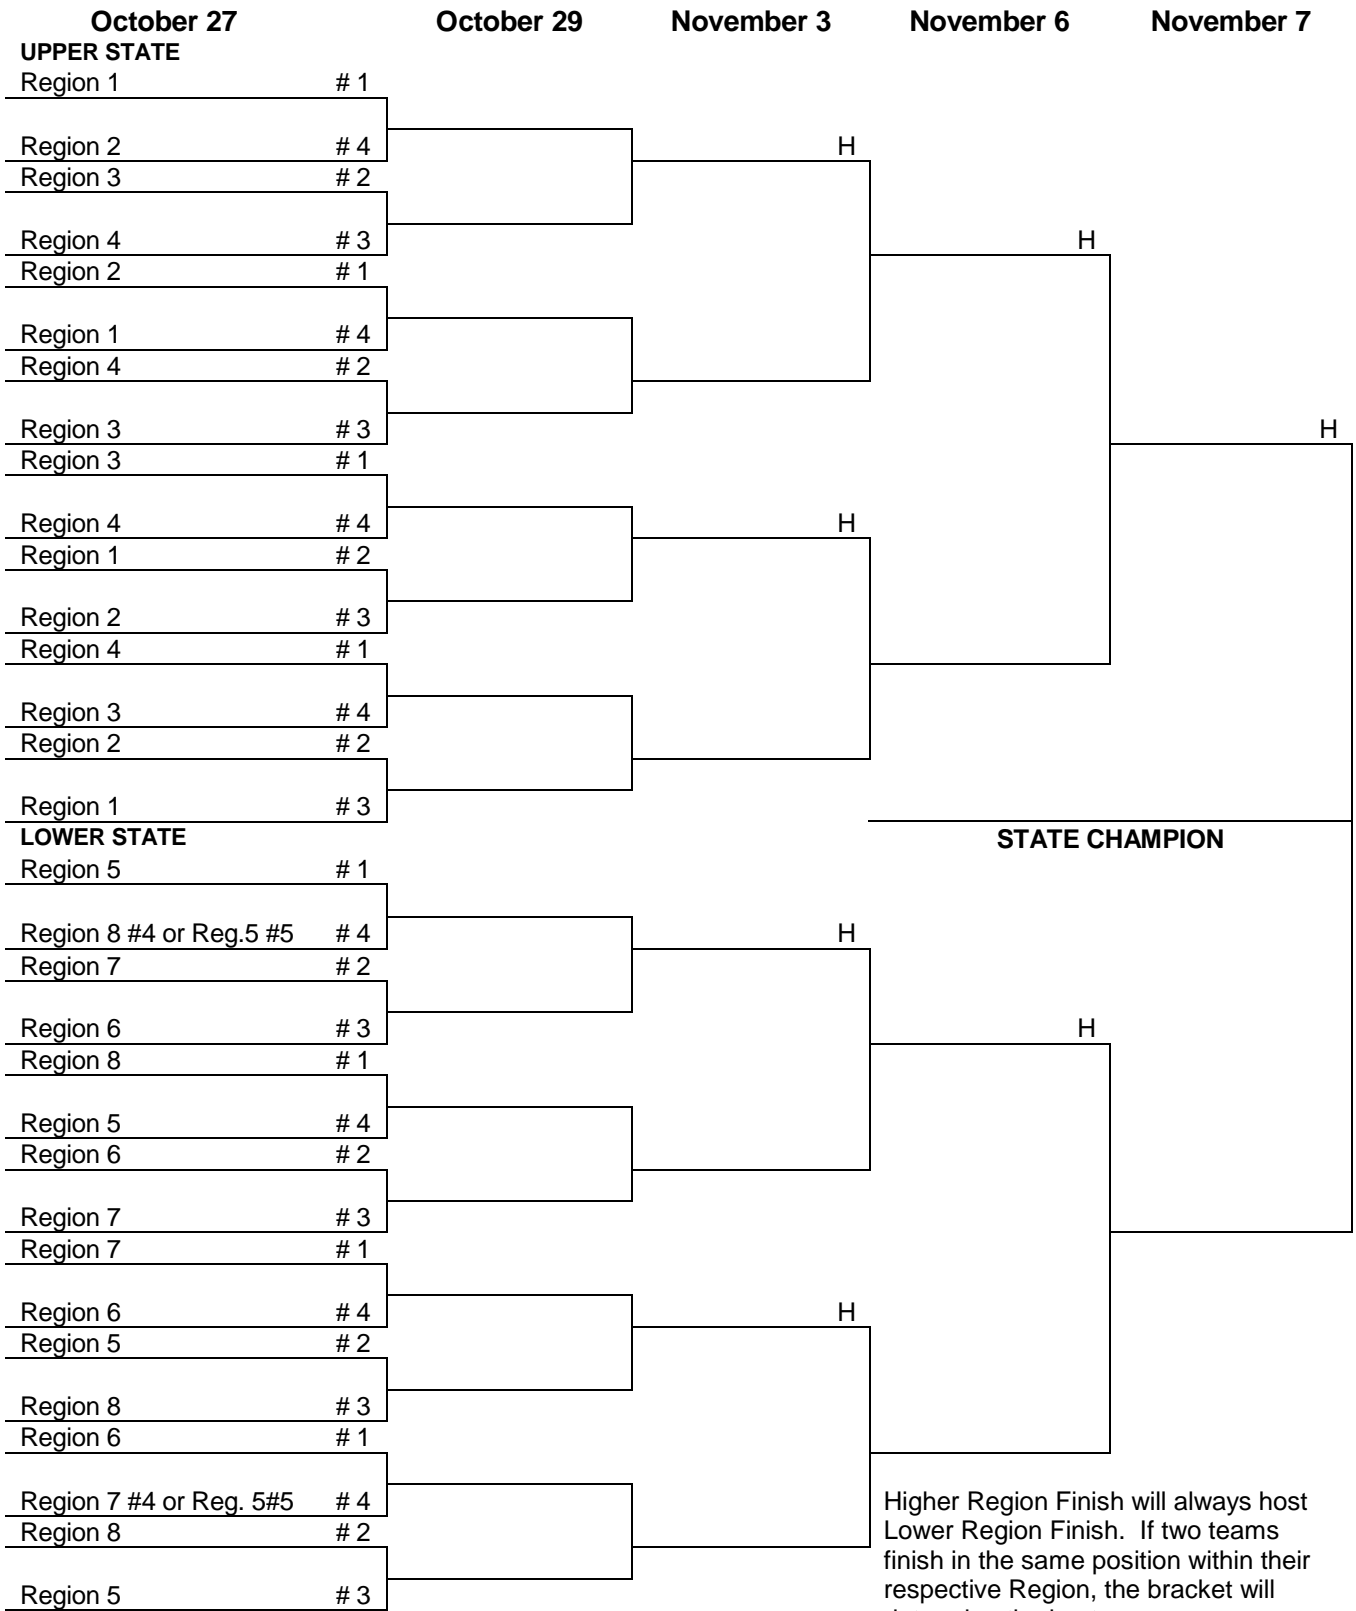 October 27 October 29 November 3 November 6 November 7
UPPER STATE
Region 1 # 1
Region 2 # 4 H
Region 3 # 2
Region 4 # 3 H
Region 2 # 1
Region 1 # 4
Region 4 # 2
Region 3 # 3 H
Region 3 # 1
Region 4 # 4 H
Region 1 # 2
Region 2 # 3
Region 4 # 1
Region 3 # 4
Region 2 # 2
Region 1 # 3
LOWER STATE STATE CHAMPION
Region 5 # 1
Region 8 #4 or Reg.5 #5 # 4 H
Region 7 # 2
Region 6 # 3 H
Region 8 # 1
Region 5 # 4
Region 6 # 2
Region 7 # 3
Region 7 # 1
Region 6 # 4 H
Region 5 # 2
Region 8 # 3
Region 6 # 1
Region 7 #4 or Reg. 5#5 # 4
Region 8 # 2
Region 5 # 3
Higher Region Finish will always host
Lower Region Finish. If two teams
finish in the same position within their
respective Region, the bracket will